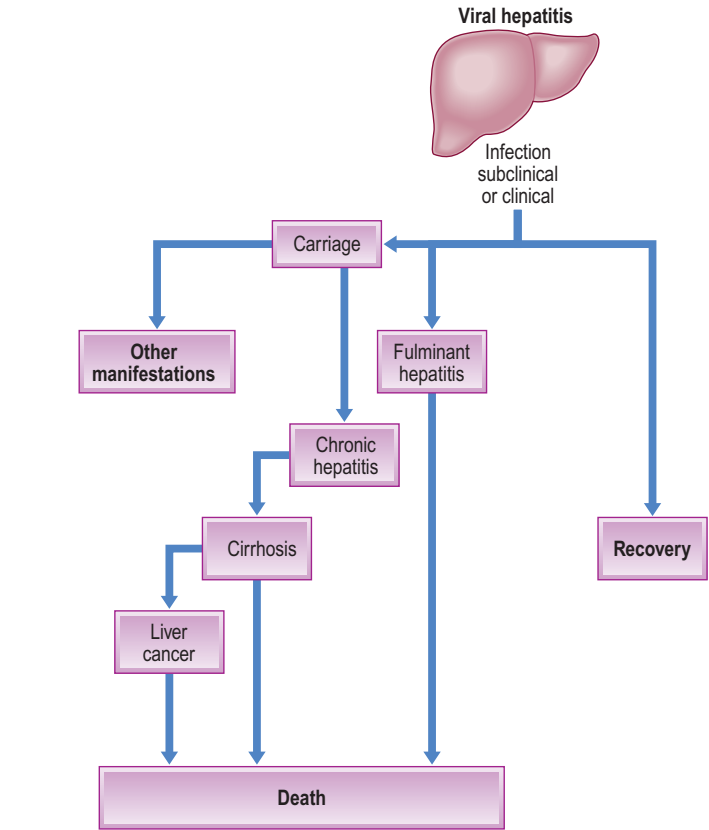 Viral hepatitis
Infection
subclinical
or clinical
Carriage
Other
manifestations
Fulminant
hepatitis
Chronic
hepatitis
Cirrhosis
Recovery
Liver
cancer
Death